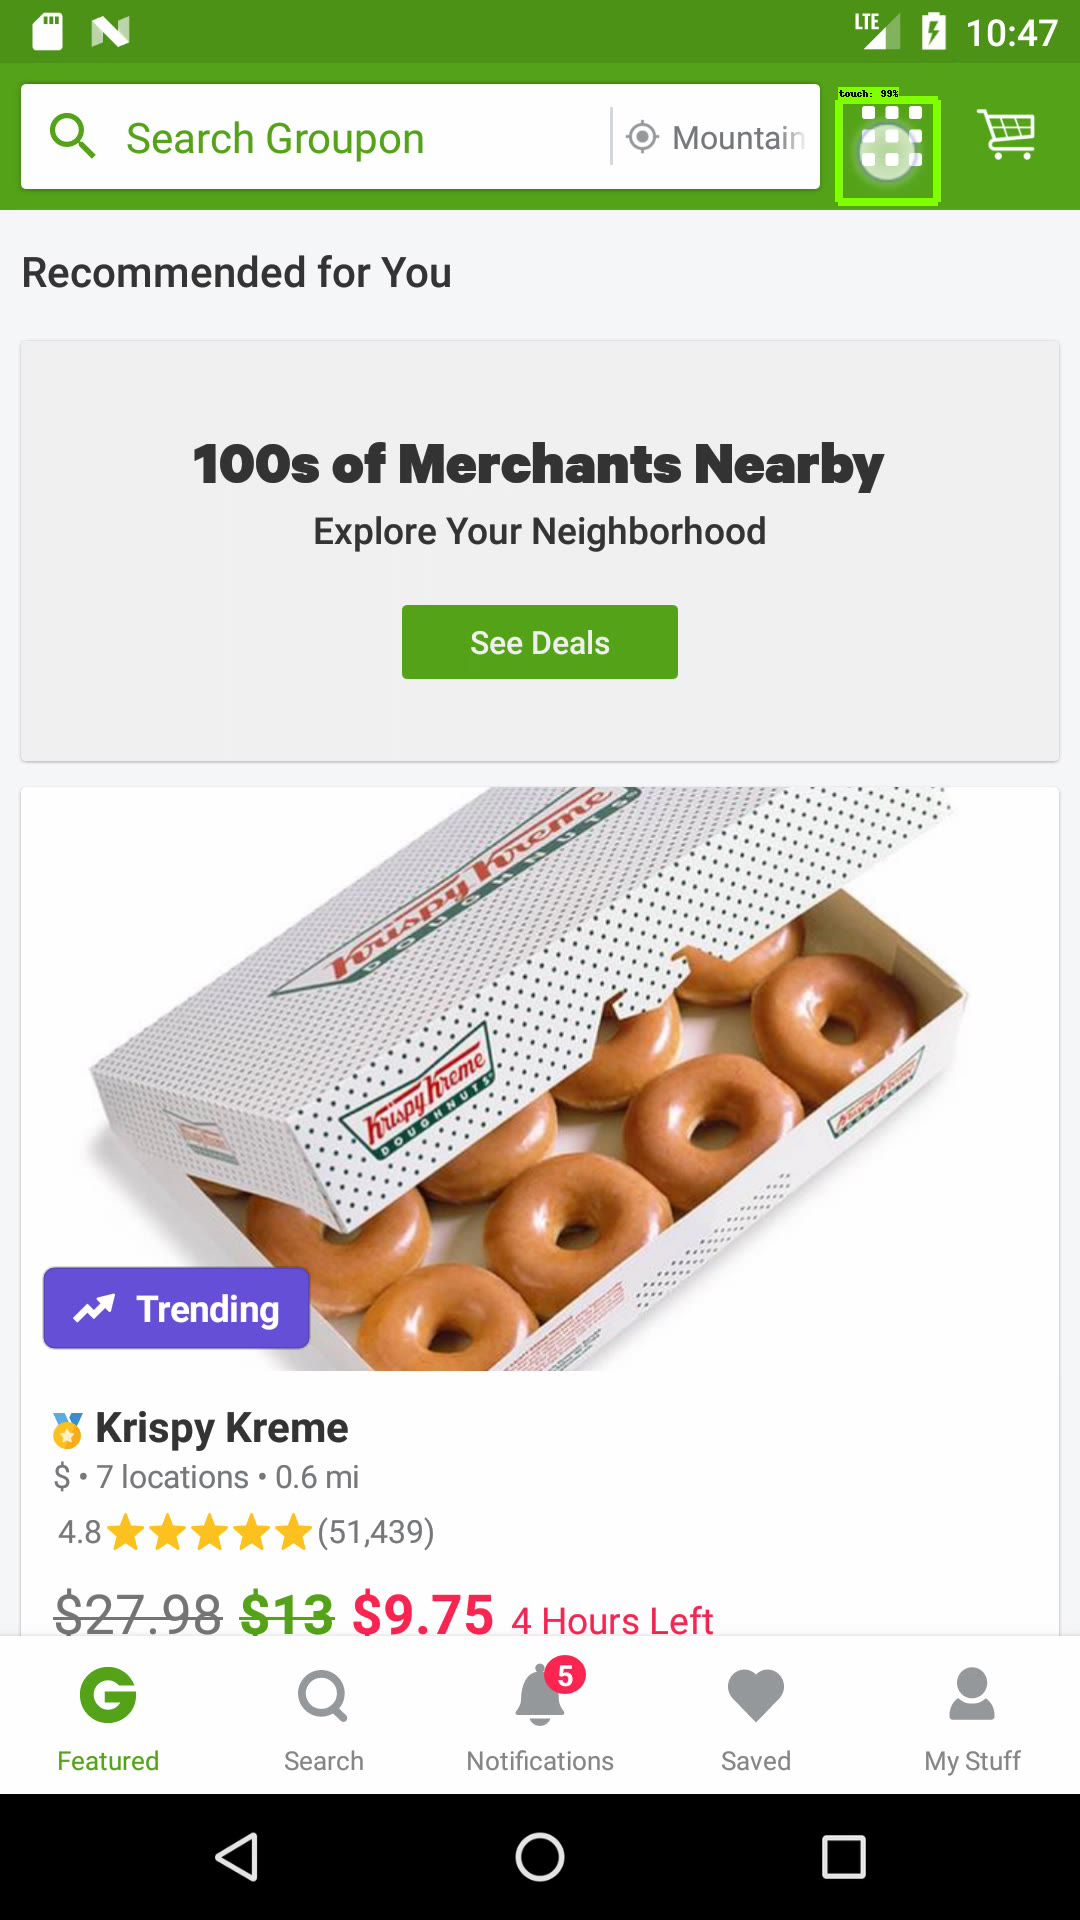 LTE 10:47
touch: 99%
Search Groupon Mountain
Recommended for You
100s of Merchants Nearby
Explore Your Neighborhood
See Deals
Krispy Kreme
DOUGHNUTS
Krispy Kreme
DOUGHNUTS
Krispy Kreme
Trending
Krispy Kreme
$ • 7 locations • 0.6 mi
4.8 (51,439)
$27.98 $13 $9.75 4 Hours Left
5
Featured Search Notifications Saved My Stuff